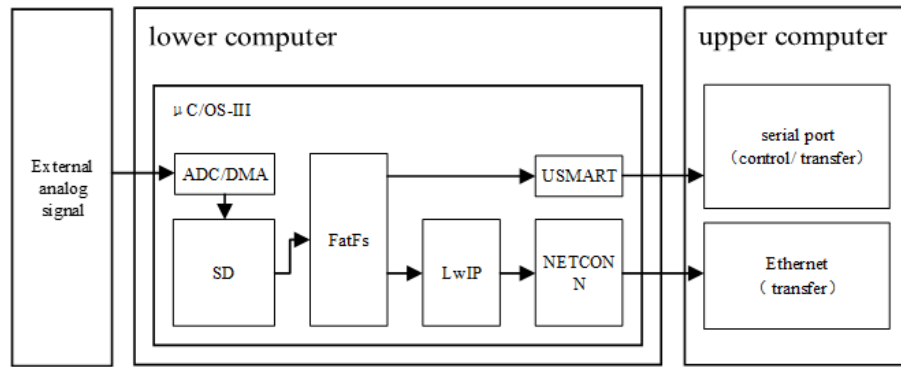 lower computer
upper computer
μC/OS-III
External
analog
signal
ADC/DMA
SD
FatFs
USMART
LwIP
NETCON
N
serial port
（control/ transfer）
Ethernet
（ transfer）